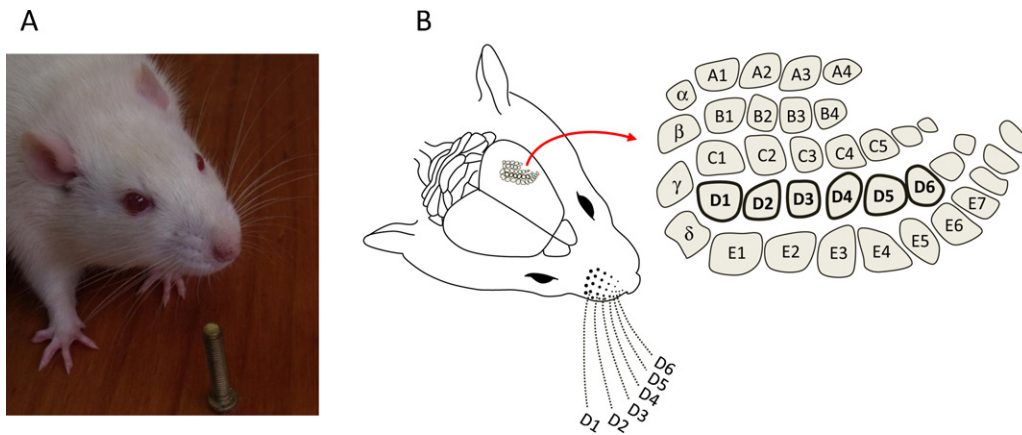 A
B
A1 A2 A3 A4
α
B1 B2 B3 B4
β
C1 C2 C3 C4 C5
γ
D1 D2 D3 D4 D5 D6
E7
δ
E1 E2 E3 E4 E5 E6
D6
D5
D4
D3
D2
D1